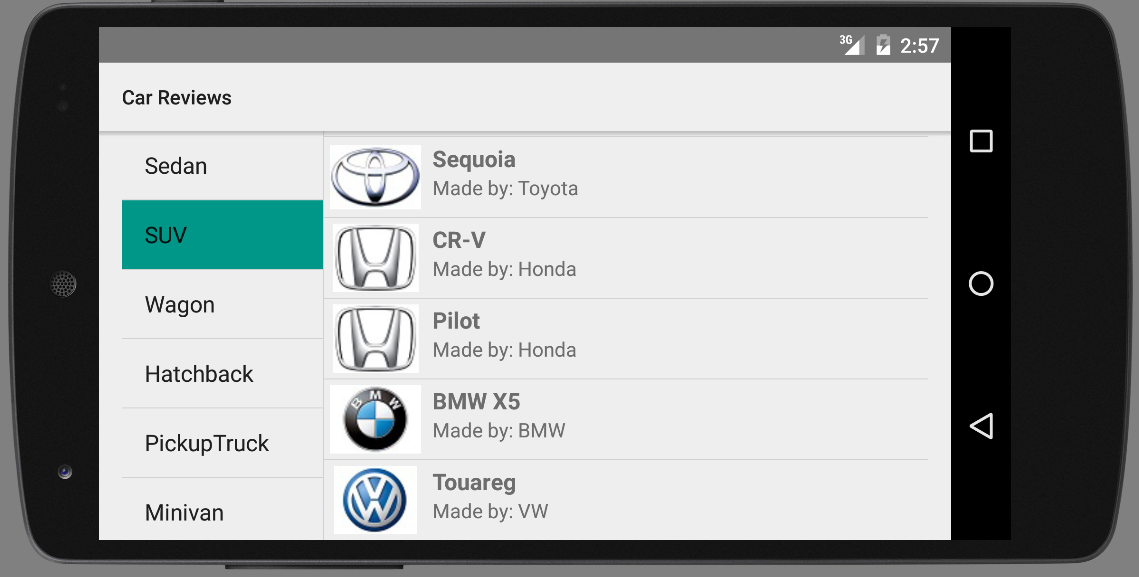 3G 2:57
Car Reviews
Sedan
SUV
Wagon
Hatchback
PickupTruck
Minivan
Sequoia
Made by: Toyota
CR-V
Made by: Honda
Pilot
Made by: Honda
BMW
BMW X5
Made by: BMW
Touareg
Made by: VW